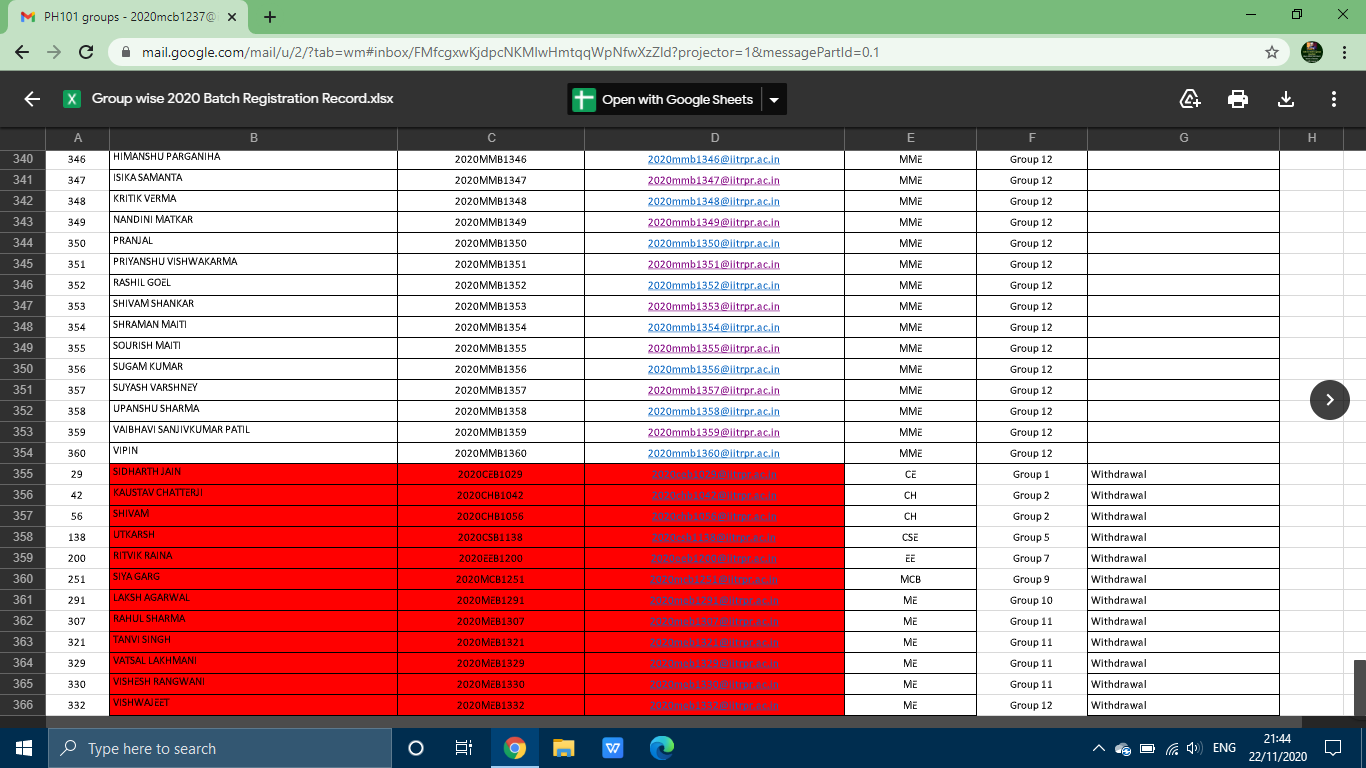 PH101 groups - 2020mcb1237@
mail.google.com/mail/u/2/?tab=wm#inbox/FMfcgxwKjdpcNKMlwHmtqqWpNfwXzZld?projector=1&messagePartId=0.1
Group wise 2020 Batch Registration Record.xlsx Open with Google Sheets
A B C D E F G H
340 346 HIMANSHU PARGANIHA 2020MMB1346 2020mmb1346@iitrpr.ac.in MME Group 12
341 347 ISIKA SAMANTA 2020MMB1347 2020mmb1347@iitrpr.ac.in MME Group 12
342 348 KRITIK VERMA 2020MMB1348 2020mmb1348@iitrpr.ac.in MME Group 12
343 349 NANDINI MATKAR 2020MMB1349 2020mmb1349@iitrpr.ac.in MME Group 12
344 350 PRANJAL 2020MMB1350 2020mmb1350@iitrpr.ac.in MME Group 12
345 351 PRIYANSHU VISHWAKARMA 2020MMB1351 2020mmb1351@iitrpr.ac.in MME Group 12
346 352 RASHIL GOEL 2020MMB1352 2020mmb1352@iitrpr.ac.in MME Group 12
347 353 SHIVAM SHANKAR 2020MMB1353 2020mmb1353@iitrpr.ac.in MME Group 12
348 354 SHRAMAN MAITI 2020MMB1354 2020mmb1354@iitrpr.ac.in MME Group 12
349 355 SOURISH MAITI 2020MMB1355 2020mmb1355@iitrpr.ac.in MME Group 12
350 356 SUGAM KUMAR 2020MMB1356 2020mmb1356@iitrpr.ac.in MME Group 12
351 357 SUYASH VARSHNEY 2020MMB1357 2020mmb1357@iitrpr.ac.in MME Group 12
352 358 UPANSHU SHARMA 2020MMB1358 2020mmb1358@iitrpr.ac.in MME Group 12
353 359 VAIBHAVI SANJIVKUMAR PATIL 2020MMB1359 2020mmb1359@iitrpr.ac.in MME Group 12
354 360 VIPIN 2020MMB1360 2020mmb1360@iitrpr.ac.in MME Group 12
355 29 SIDHARTH JAIN 2020CEB1029 CE Group 1 Withdrawal
356 42 KAUSTAV CHATTERJI 2020CHB1042 CH Group 2 Withdrawal
357 56 SHIVAM 2020CHB1056 CH Group 2 Withdrawal
358 138 UTKARSH 2020CSB1138 CSE Group 5 Withdrawal
359 200 RITVIK RAINA 2020EEB1200 EE Group 7 Withdrawal
360 251 SIYA GARG 2020MCB1251 MCB Group 9 Withdrawal
361 291 LAKSH AGARWAL 2020MEB1291 ME Group 10 Withdrawal
362 307 RAHUL SHARMA 2020MEB1307 ME Group 11 Withdrawal
363 321 TANVI SINGH 2020MEB1321 ME Group 11 Withdrawal
364 329 VATSAL LAKHMANI 2020MEB1329 ME Group 11 Withdrawal
365 330 VISHESH RANGWANI 2020MEB1330 ME Group 11 Withdrawal
366 332 VISHWAJEET 2020MEB1332 ME Group 12 Withdrawal
Type here to search ENG 21:44
22/11/2020